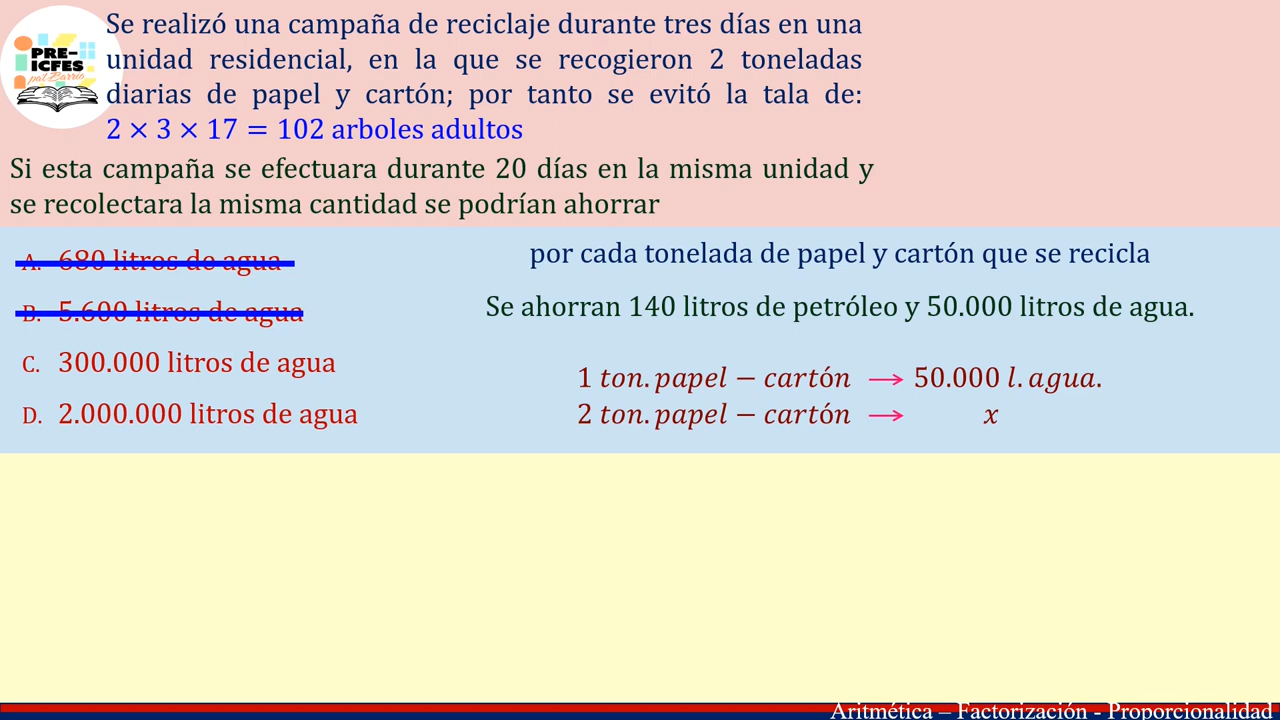 PRE-
ICFES
pal Barrio
Se realizó una campaña de reciclaje durante tres días en una
unidad residencial, en la que se recogieron 2 toneladas
diarias de papel y cartón; por tanto se evitó la tala de:
2 × 3 × 17 = 102 arboles adultos
Si esta campaña se efectuara durante 20 días en la misma unidad y
se recolectara la misma cantidad se podrían ahorrar
A. 680 litros de agua
B. 5.600 litros de agua
C. 300.000 litros de agua
D. 2.000.000 litros de agua
por cada tonelada de papel y cartón que se recicla
Se ahorran 140 litros de petróleo y 50.000 litros de agua.
1 ton. papel − cartón → 50.000 l. agua.
2 ton. papel − cartón → x
Aritmética – Factorización - Proporcionalidad